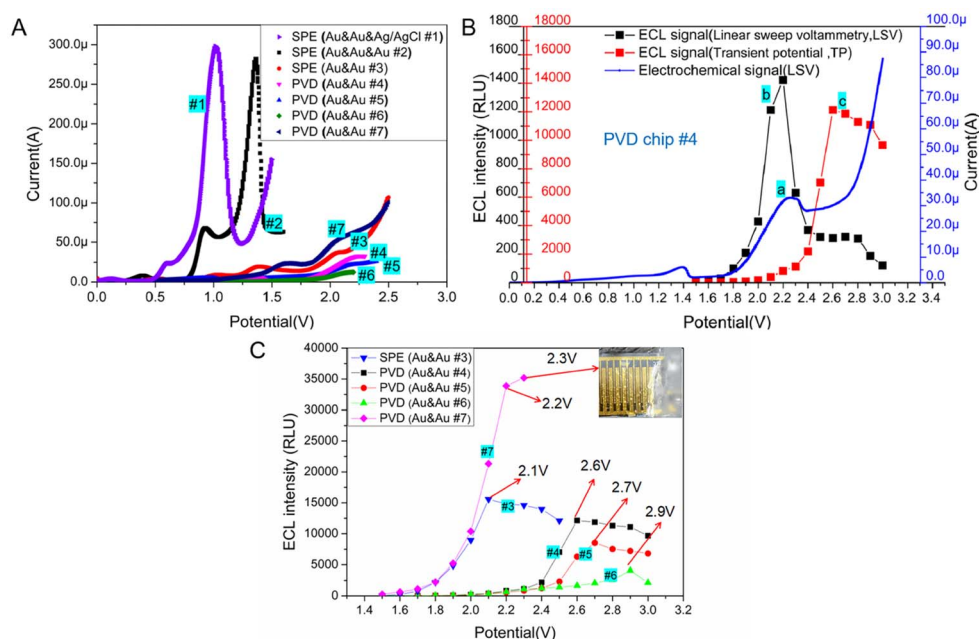 A
300.0μ
250.0μ
200.0μ
150.0μ
100.0μ
50.0μ
0.0
Current(A)
SPE (Au&Au&Ag/AgCl #1)
SPE (Au&Au&Au #2)
SPE (Au&Au #3)
PVD (Au&Au #4)
PVD (Au&Au #5)
PVD (Au&Au #6)
PVD (Au&Au #7)
#1
#2
#7
#3
#4
#5
#6
0.0 0.5 1.0 1.5 2.0 2.5 3.0
Potential(V)
B
1800
1600
1400
1200
1000
800
600
400
200
0
ECL intensity (RLU)
18000
16000
14000
12000
10000
8000
6000
4000
2000
0
ECL signal(Linear sweep voltammetry,LSV)
ECL signal(Transient potential ,TP)
Electrochemical signal(LSV)
b
c
a
PVD chip #4
100.0μ
90.0μ
80.0μ
70.0μ
60.0μ
50.0μ
40.0μ
30.0μ
20.0μ
10.0μ
0.0
Current(A)
0.0 0.2 0.4 0.6 0.8 1.0 1.2 1.4 1.6 1.8 2.0 2.2 2.4 2.6 2.8 3.0 3.4
Potential(V)
C
40000
35000
30000
25000
20000
15000
10000
5000
0
ECL intensity (RLU)
SPE (Au&Au #3)
PVD (Au&Au #4)
PVD (Au&Au #5)
PVD (Au&Au #6)
PVD (Au&Au #7)
2.3V
2.2V
#7
2.1V
#3
2.6V
2.7V
2.9V
#4
#5
#6
1.4 1.6 1.8 2.0 2.2 2.4 2.6 2.8 3.0 3.2
Potential(V)